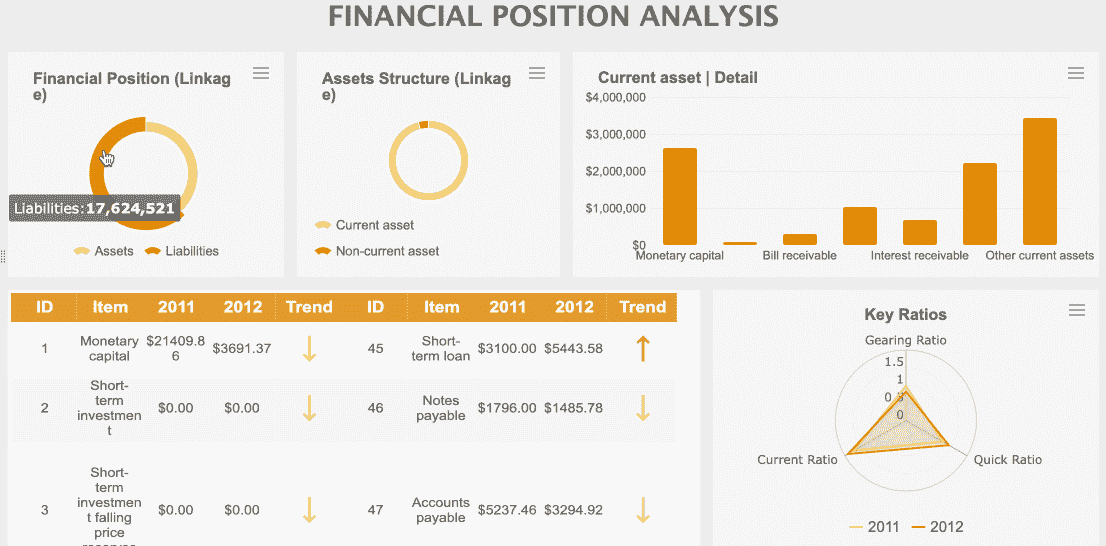 FINANCIAL POSITION ANALYSIS
Financial Position (Linkag
e)
Liabilities:17,624,521
Assets
Liabilities
Assets Structure (Linkag
e)
Current asset
Non-current asset
Current asset | Detail
$4,000,000
$3,000,000
$2,000,000
$1,000,000
$0
Monetary capital
Bill receivable
Interest receivable
Other current assets
ID Item 2011 2012 Trend ID Item 2011 2012 Trend
1 Monetary capital $21409.86 $3691.37 ↓ 45 Short-term loan $3100.00 $5443.58 ↑
2 Short-term investment $0.00 $0.00 ↓ 46 Notes payable $1796.00 $1485.78 ↓
3 Short-term investment falling price $0.00 $0.00 ↓ 47 Accounts payable $5237.46 $3294.92 ↓
Key Ratios
Gearing Ratio
1.5
1
0
Current Ratio
Quick Ratio
2011
2012